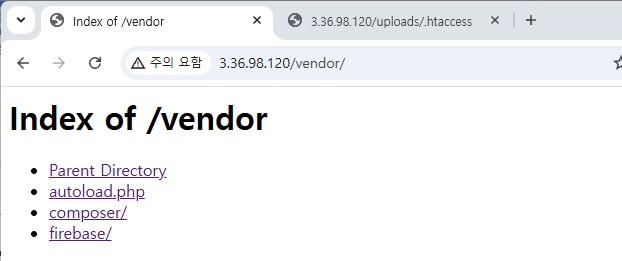 Index of /vendor
3.36.98.120/uploads/.htaccess
주의 요함
3.36.98.120/vendor/
Index of /vendor
Parent Directory
autoload.php
composer/
firebase/